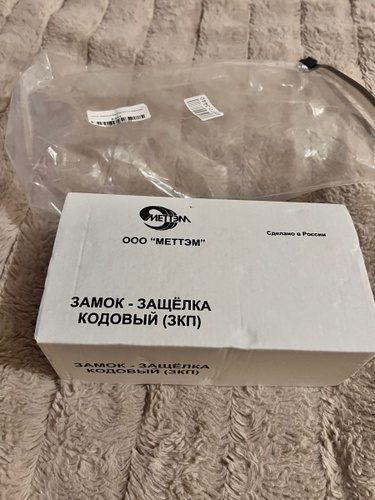 МЕТТЭМ
ООО "МЕТТЭМ"
Сделано в России
ЗАМОК - ЗАЩЁЛКА
КОДОВЫЙ (ЗКП)
ЗАМОК - ЗАЩЁЛКА
КОДОВЫЙ (ЗКП)